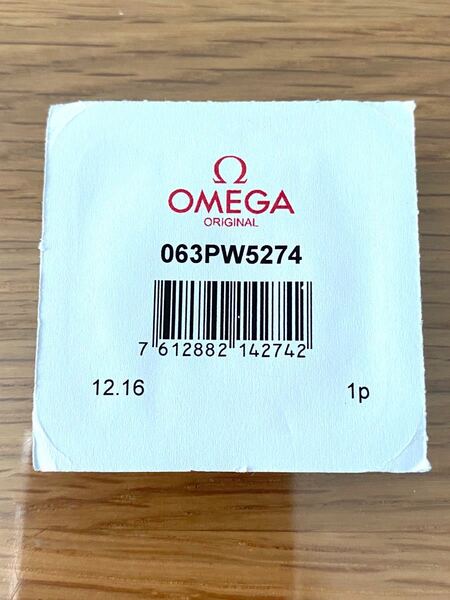 Ω
OMEGA
ORIGINAL
063PW5274
7 612882 142742
12.16 1p